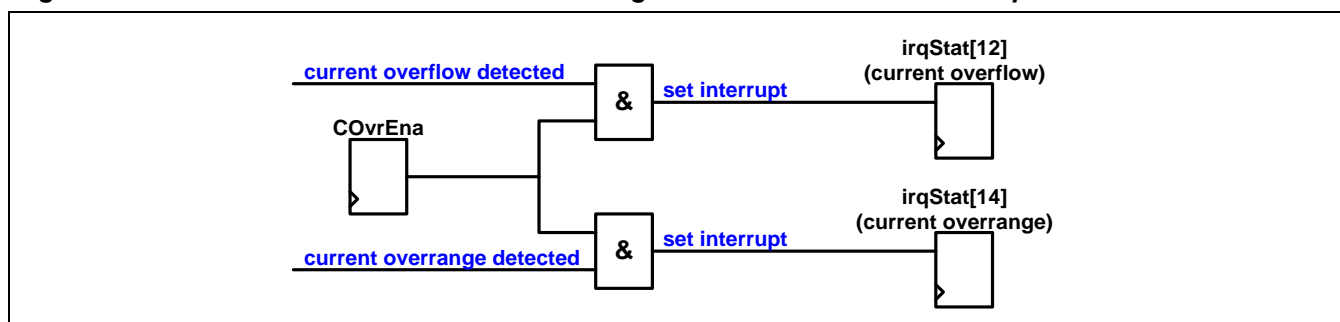 irqStat[12]
(current overflow)
current overflow detected
&
set interrupt
COvrEna
irqStat[14]
(current overrange)
&
set interrupt
current overrange detected